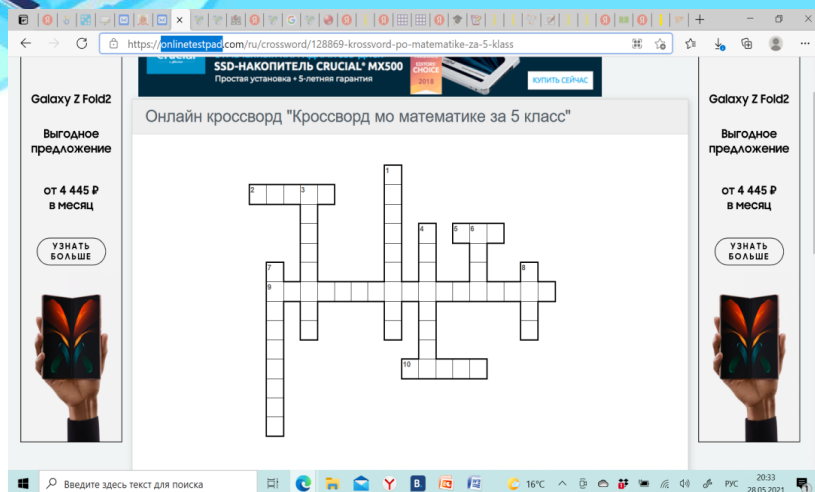 https://onlinetestpad.com/ru/crossword/128869-krossvord-po-matematike-za-5-klass
SSD-НАКОПИТЕЛЬ CRUCIAL® MX500
Простая установка + 5-летняя гарантия
CHOICE
2018
КУПИТЬ СЕЙЧАС
Galaxy Z Fold2
Выгодное
предложение
от 4 445 ₽
в месяц
УЗНАТЬ
БОЛЬШЕ
Онлайн кроссворд "Кроссворд мо математике за 5 класс"
1
2
3
4
5
6
7
8
9
10
Galaxy Z Fold2
Выгодное
предложение
от 4 445 ₽
в месяц
УЗНАТЬ
БОЛЬШЕ
Введите здесь текст для поиска
16°C
РУС
20:33
28.05.2021